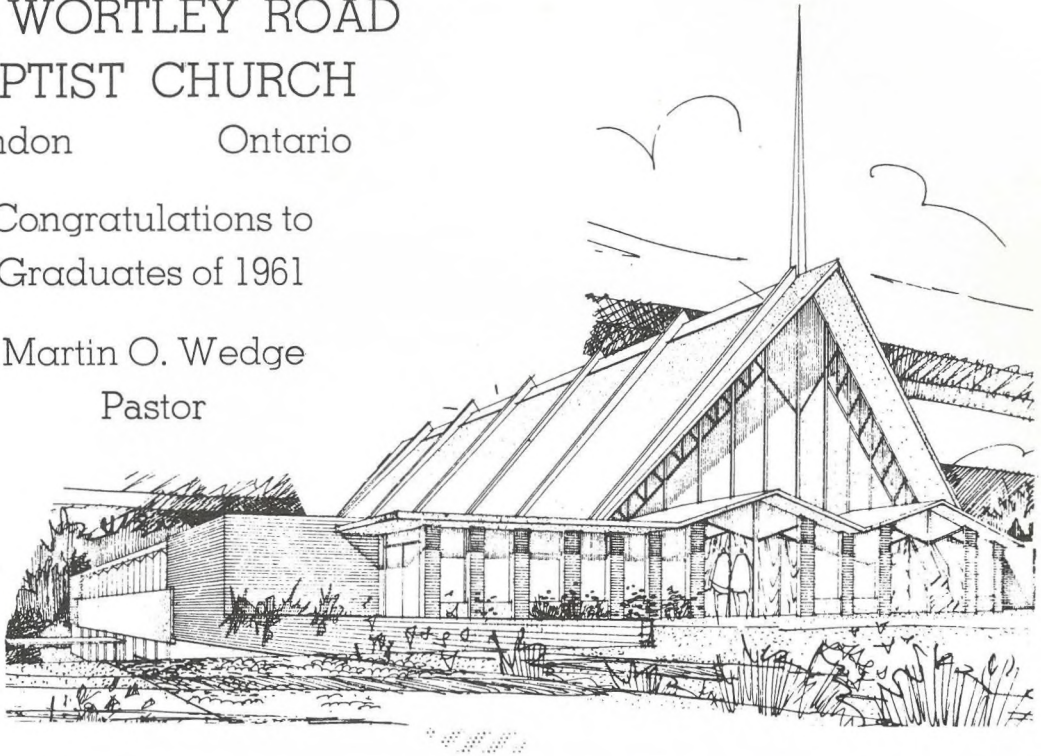 WORTLEY ROAD
PTIST CHURCH
ndon Ontario
Congratulations to
Graduates of 1961
Martin O. Wedge
Pastor